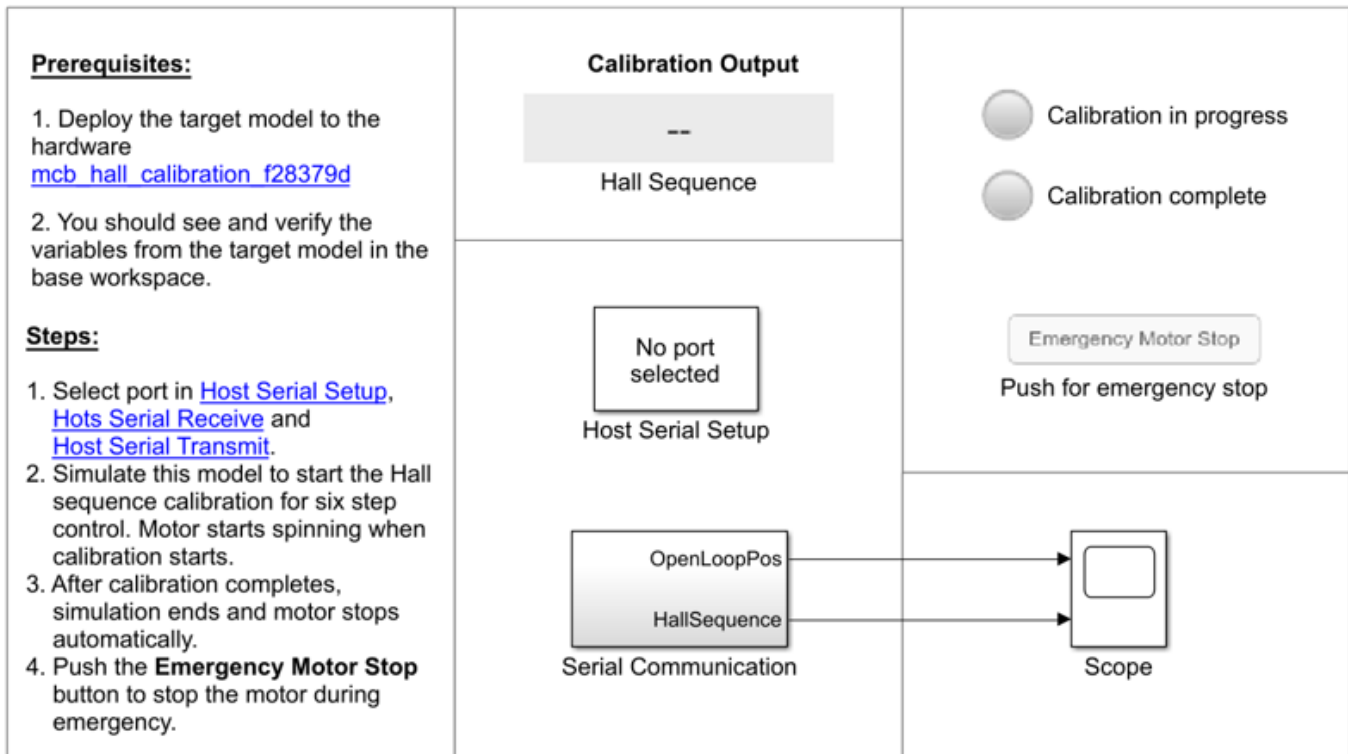 Prerequisites:
1. Deploy the target model to the
hardware
mcb_hall_calibration_f28379d
2. You should see and verify the
variables from the target model in the
base workspace.
Steps:
1. Select port in Host Serial Setup,
Hots Serial Receive and
Host Serial Transmit.
2. Simulate this model to start the Hall
sequence calibration for six step
control. Motor starts spinning when
calibration starts.
3. After calibration completes,
simulation ends and motor stops
automatically.
4. Push the Emergency Motor Stop
button to stop the motor during
emergency.
Calibration Output
--
Hall Sequence
No port
selected
Host Serial Setup
OpenLoopPos
HallSequence
Serial Communication
Calibration in progress
Calibration complete
Emergency Motor Stop
Push for emergency stop
Scope